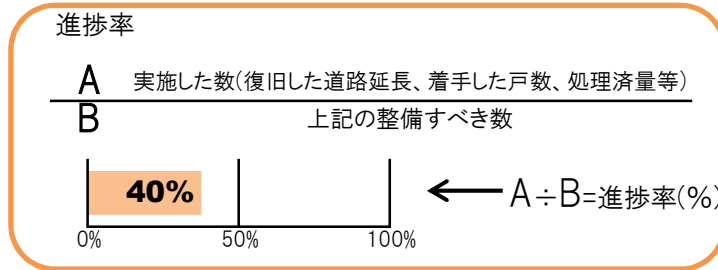 進捗率
A 実施した数(復旧した道路延長、着手した戸数、処理済量等)
B 上記の整備すべき数
40% A÷B=進捗率(%)
0% 50% 100%